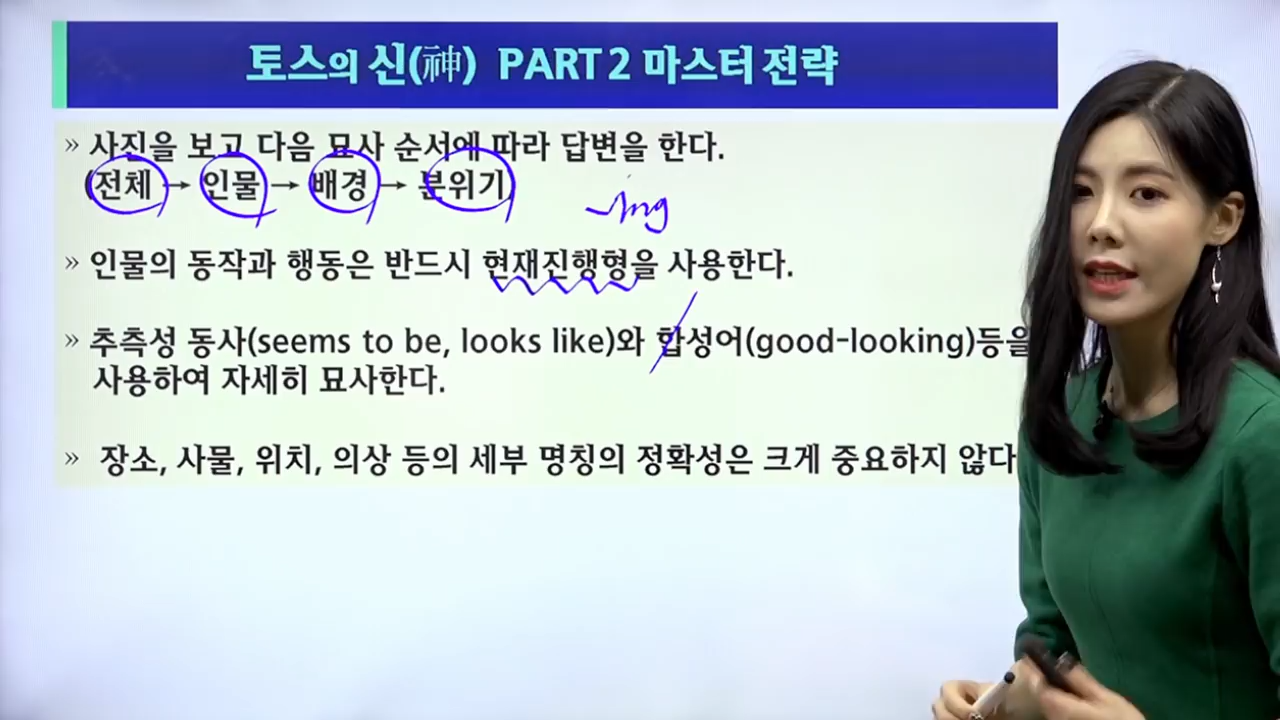 토스의 신(神) PART 2 마스터 전략
» 사진을 보고 다음 묘사 순서에 따라 답변을 한다.
(전체 → 인물 → 배경 → 분위기
~ing
» 인물의 동작과 행동은 반드시 현재진행형을 사용한다.
» 추측성 동사(seems to be, looks like)와 합성어(good-looking)등을
사용하여 자세히 묘사한다.
» 장소, 사물, 위치, 의상 등의 세부 명칭의 정확성은 크게 중요하지 않다